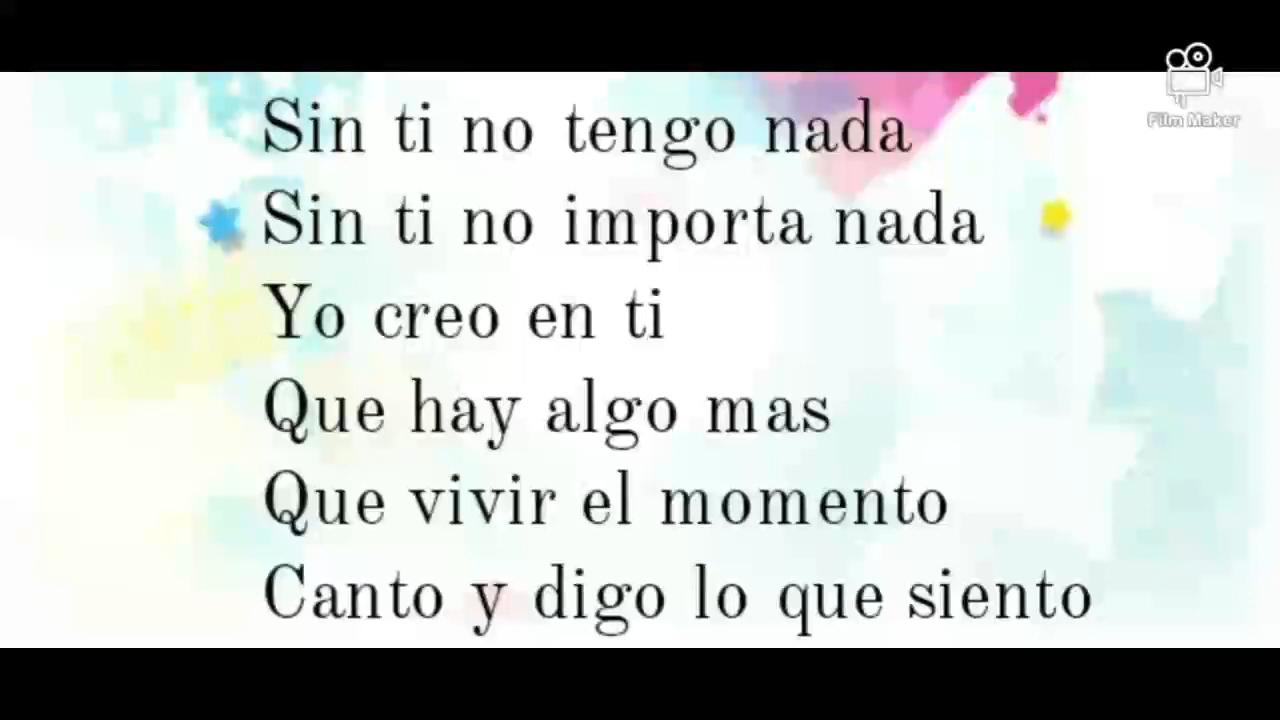 Film Maker
Sin ti no tengo nada
Sin ti no importa nada
Yo creo en ti
Que hay algo mas
Que vivir el momento
Canto y digo lo que siento